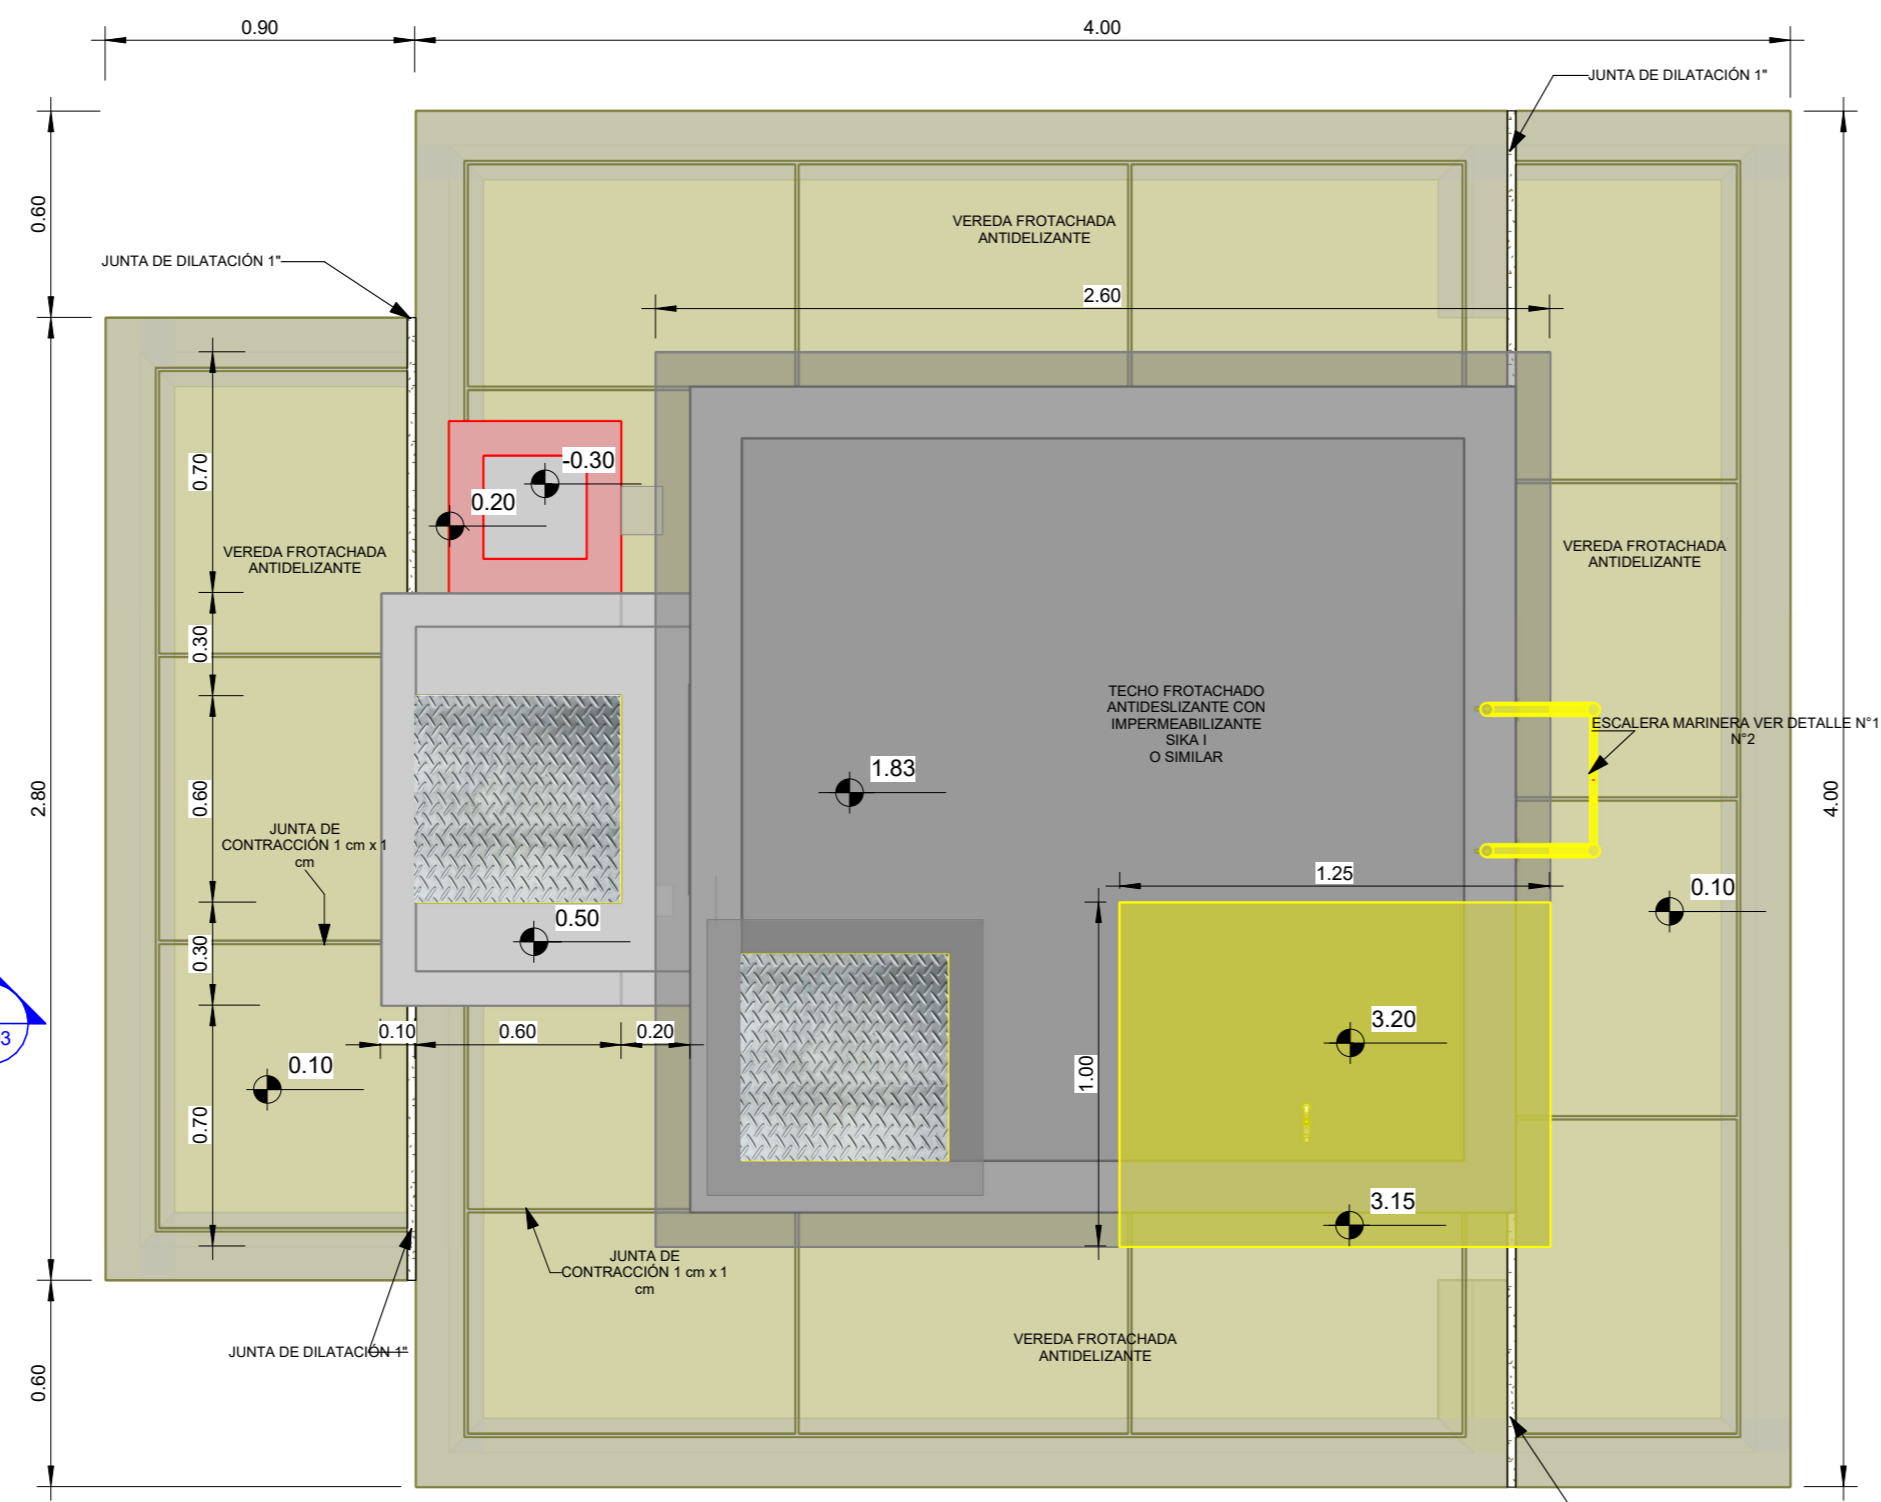 0.90
4.00
JUNTA DE DILATACIÓN 1"
0.60
VEREDA FROTACHADA
ANTIDELIZANTE
JUNTA DE DILATACIÓN 1"
2.60
0.70
-0.30
0.20
VEREDA FROTACHADA
ANTIDELIZANTE
VEREDA FROTACHADA
ANTIDELIZANTE
0.30
TECHO FROTACHADO
ANTIDESLIZANTE CON
IMPERMEABILIZANTE
SIKA I
O SIMILAR
ESCALERA MARINERA VER DETALLE N°1
N°2
1.83
2.80
0.60
4.00
JUNTA DE
CONTRACCIÓN 1 cm x 1
cm
1.25
0.10
0.50
0.30
3
0.10
0.60
0.20
3.20
0.10
1.00
0.70
3.15
JUNTA DE
CONTRACCIÓN 1 cm x 1
cm
VEREDA FROTACHADA
ANTIDELIZANTE
JUNTA DE DILATACIÓN 1"
0.60